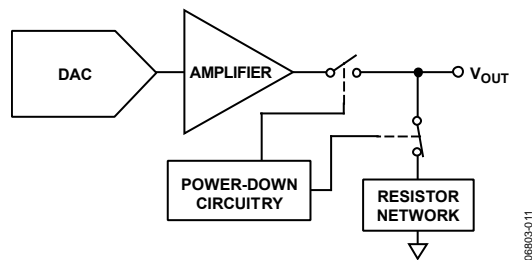 DAC
AMPLIFIER
VOUT
POWER-DOWN
CIRCUITRY
RESISTOR
NETWORK
06803-011